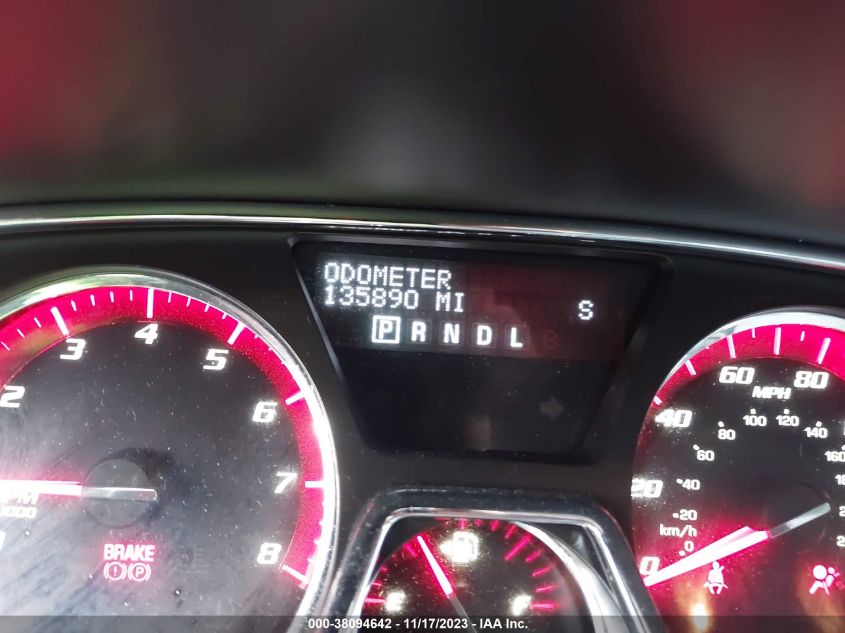 ODOMETER
135890 MI
S
P R N D L
2 3 4 5 6 7 8
BRAKE
P
20 40 60 80
MPH
0 20 40 60 80 100 120 140 160
km/h
000-38094642 - 11/17/2023 - IAA Inc.